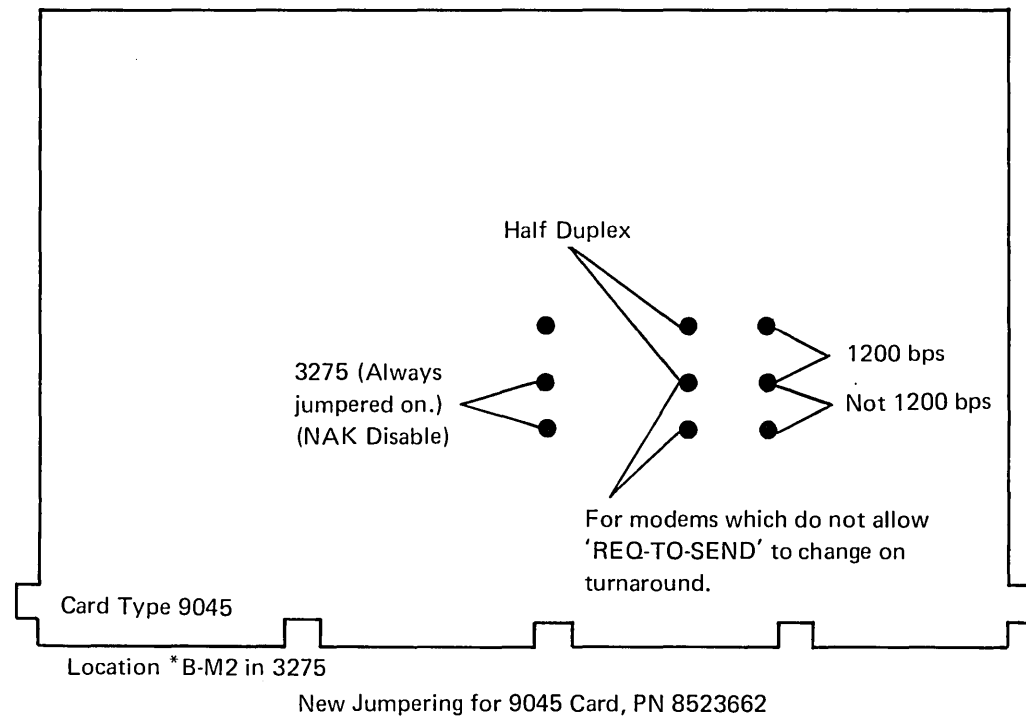 Half Duplex
3275 (Always
jumpered on.)
(NAK Disable)
1200 bps
Not 1200 bps
For modems which do not allow
'REQ-TO-SEND' to change on
turnaround.
Card Type 9045
Location *B-M2 in 3275
New Jumpering for 9045 Card, PN 8523662